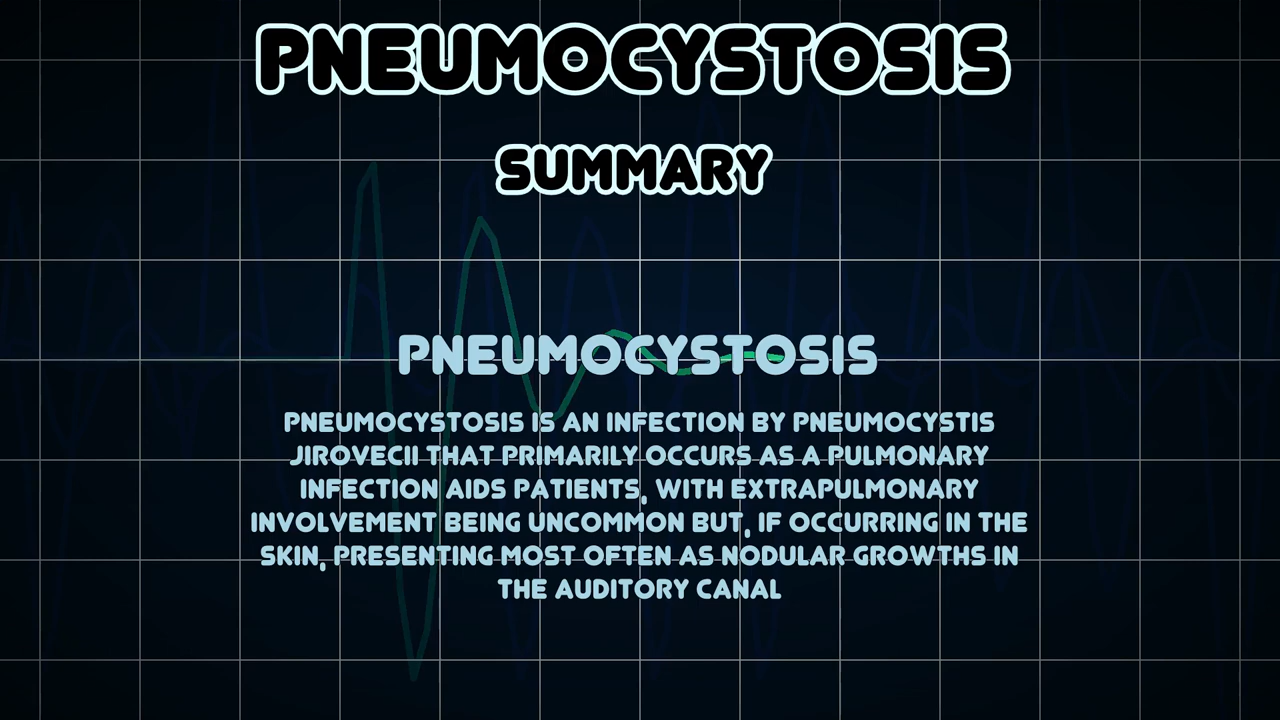 PNEUMOCYSTOSIS
SUMMARY
PNEUMOCYSTOSIS
PNEUMOCYSTOSIS IS AN INFECTION BY PNEUMOCYSTIS
JIROVECII THAT PRIMARILY OCCURS AS A PULMONARY
INFECTION AIDS PATIENTS, WITH EXTRAPULMONARY
INVOLVEMENT BEING UNCOMMON BUT, IF OCCURRING IN THE
SKIN, PRESENTING MOST OFTEN AS NODULAR GROWTHS IN
THE AUDITORY CANAL